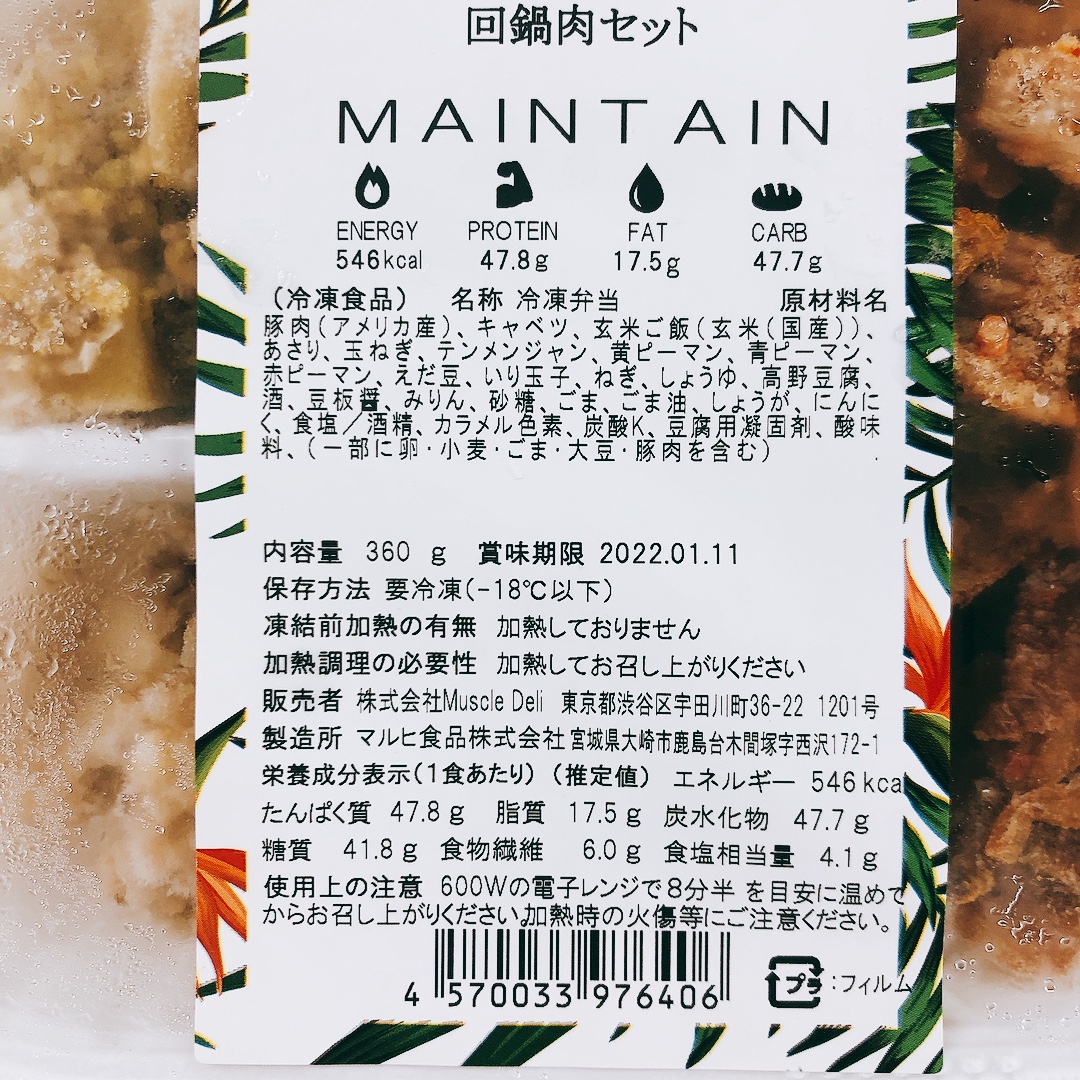 回鍋肉セット
MAINTAIN
ENERGY PROTEIN FAT CARB
546kcal 47.8g 17.5g 47.7g
(冷凍食品) 名称 冷凍弁当 原材料名
豚肉(アメリカ産)、キャベツ、玄米ご飯(玄米(国産))、
あさり、玉ねぎ、テンメンジャン、黄ピーマン、青ピーマン、
赤ピーマン、えだ豆、いり玉子、ねぎ、しょうゆ、高野豆腐、
酒、豆板醤、みりん、砂糖、ごま、ごま油、しょうが、にんに
く、食塩/酒精、カラメル色素、炭酸K、豆腐用凝固剤、酸味
料、(一部に卵・小麦・ごま・大豆・豚肉を含む)
内容量 360 g 賞味期限 2022.01.11
保存方法 要冷凍(-18℃以下)
凍結前加熱の有無 加熱しておりません
加熱調理の必要性 加熱してお召し上がりください
販売者 株式会社Muscle Deli 東京都渋谷区宇田川町36-22 1201号
製造所 マルヒ食品株式会社 宮城県大崎市鹿島台木間塚字西沢172-1
栄養成分表示(1食あたり)(推定値) エネルギー 546 kca
たんぱく質 47.8 g 脂質 17.5 g 炭水化物 47.7 g
糖質 41.8 g 食物繊維 6.0 g 食塩相当量 4.1 g
使用上の注意 600Wの電子レンジで8分半 を目安に温めて
からお召し上がりください。加熱時の火傷等にご注意ください。
4 570033 976406
プラ :フィルム